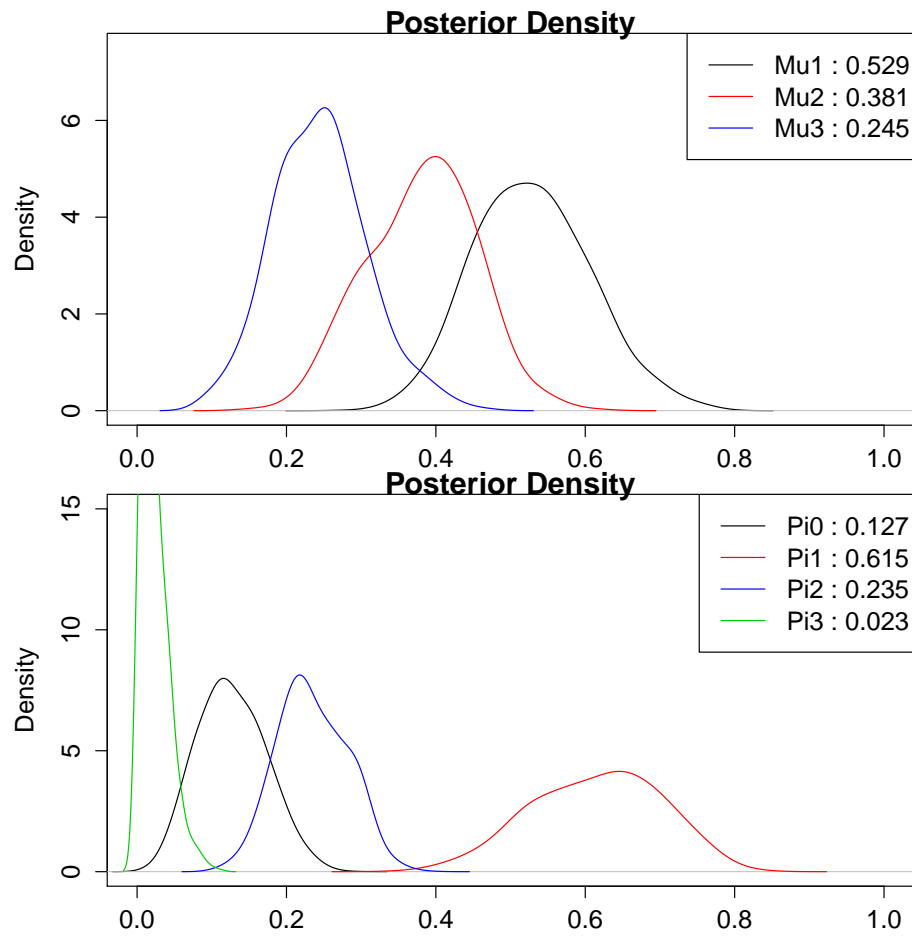 Posterior Density
Mu1 : 0.529
Mu2 : 0.381
Mu3 : 0.245
Density
0 2 4 6
0.0 0.2 0.4 0.6 0.8 1.0
Posterior Density
Pi0 : 0.127
Pi1 : 0.615
Pi2 : 0.235
Pi3 : 0.023
Density
0 5 10 15
0.0 0.2 0.4 0.6 0.8 1.0